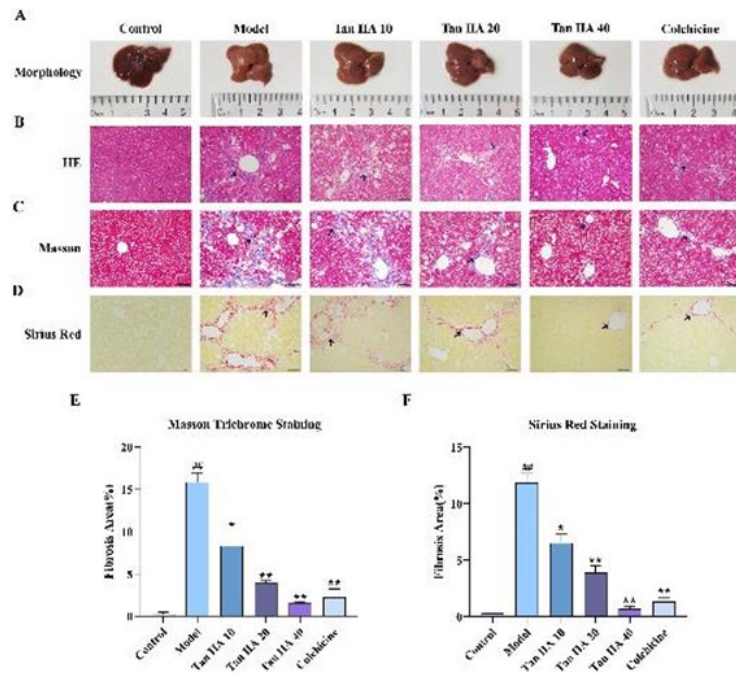 A
Control Model Tan IIA 10 Tan IIA 20 Tan IIA 40 Colchicine
Morphology
3 4 5
B
HE
C
Masson
D
Sirius Red
E
Masson Trichrome Staining
Fibrosis Area(%)
20
15
10
5
0
##
*
**
**
**
Control
Model
Tan IIA 10
Tan IIA 20
Tan IIA 40
Colchicine
F
Sirius Red Staining
Fibrosis Area(%)
15
10
5
0
##
*
**
**
**
Control
Model
Tan IIA 10
Tan IIA 40
Colchicine